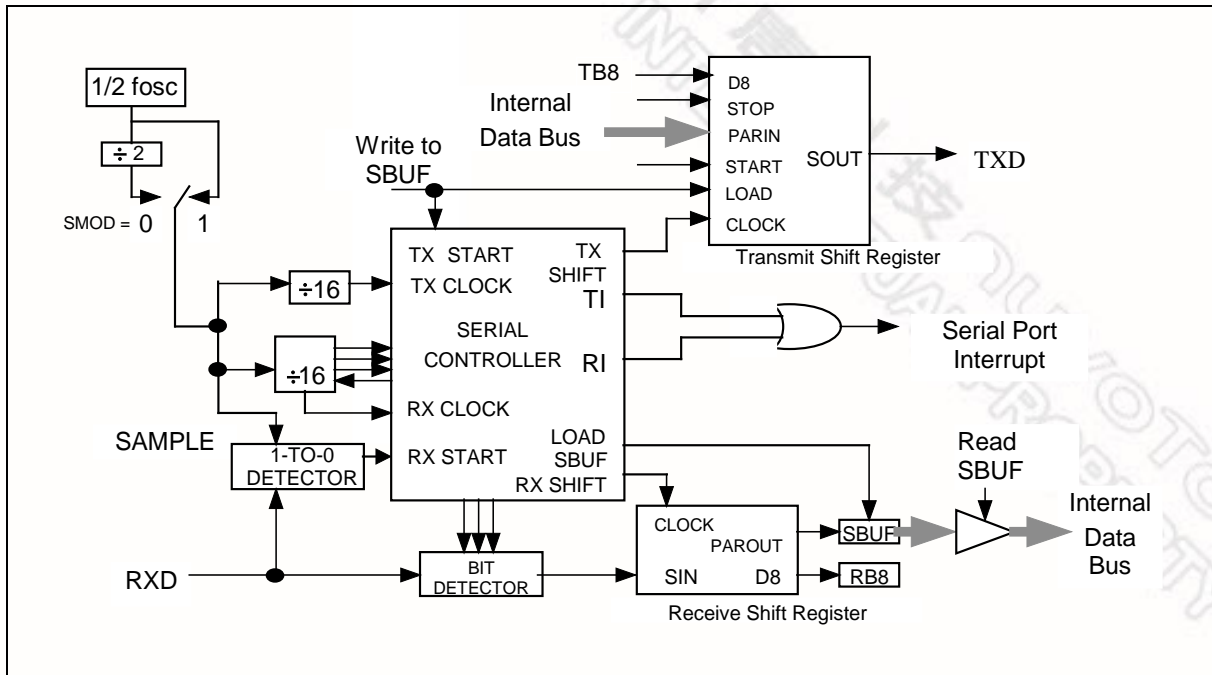 1/2 fosc
÷ 2
SMOD = 0 1
Write to
SBUF
TB8
Internal
Data Bus
D8
STOP
PARIN
START
LOAD
CLOCK
SOUT
TXD
Transmit Shift Register
÷16
÷16
TX START
TX CLOCK
SERIAL
CONTROLLER
RX CLOCK
RX START
TX
SHIFT
TI
RI
LOAD
SBUF
RX SHIFT
Serial Port
Interrupt
SAMPLE
1-TO-0
DETECTOR
RXD
BIT
DETECTOR
CLOCK
PAROUT
SIN D8
Receive Shift Register
SBUF
RB8
Read
SBUF
Internal
Data
Bus